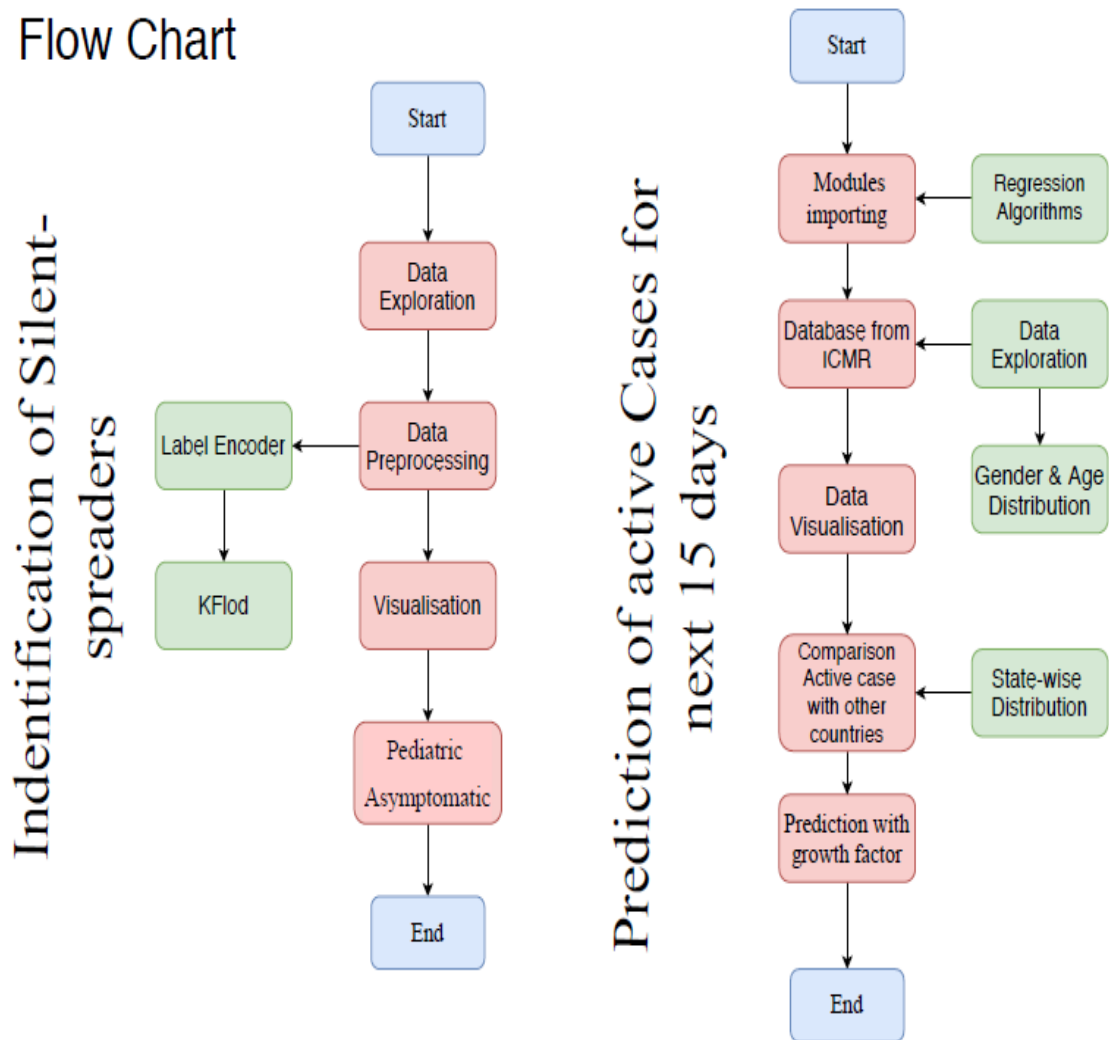 Flow Chart
Indentification of Silent-
spreaders
Start
Data
Exploration
Data
Preprocessing
Label Encoder
KFlod
Visualisation
Pediatric
Asymptomatic
End
Prediction of active Cases for
next 15 days
Start
Modules
importing
Regression
Algorithms
Database from
ICMR
Data
Exploration
Gender & Age
Distribution
Data
Visualisation
Comparison
Active case
with other
countries
State-wise
Distribution
Prediction with
growth factor
End